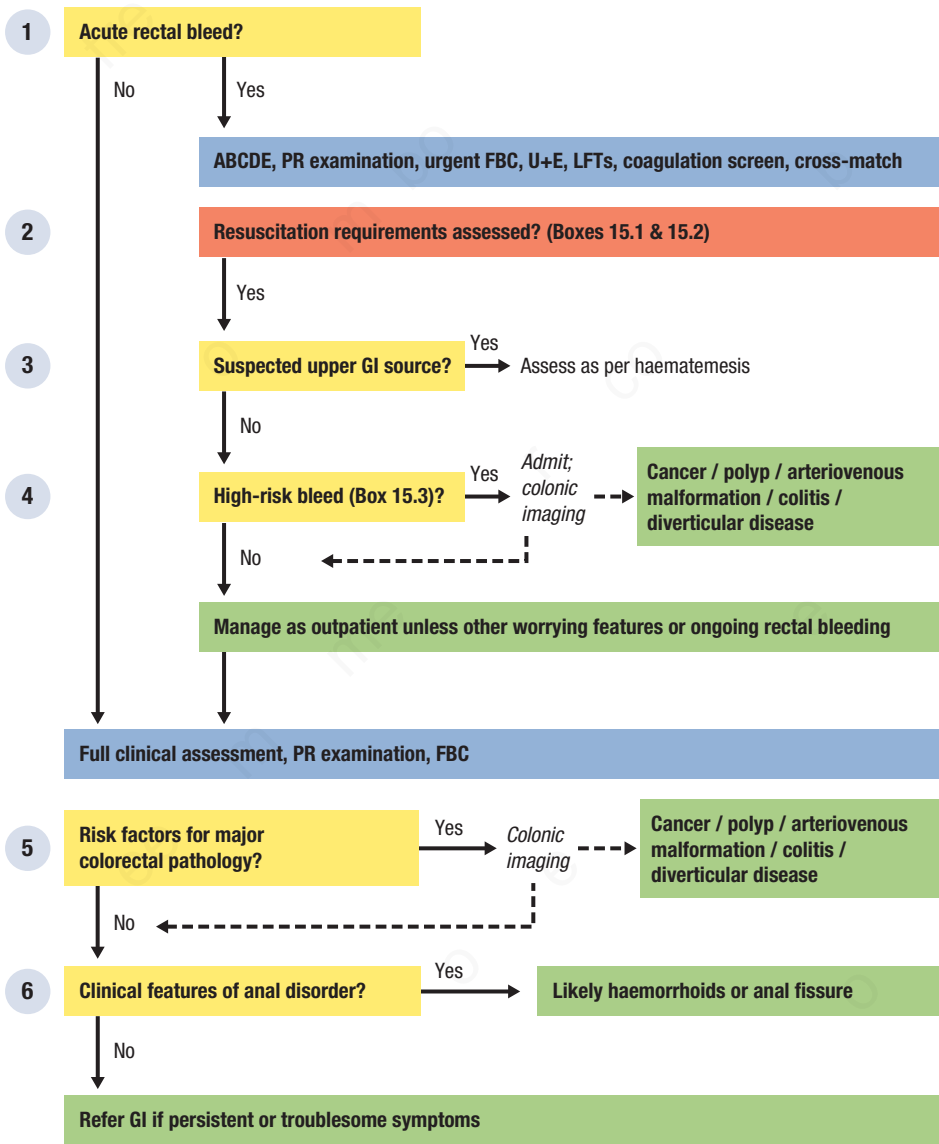 1
Acute rectal bleed?
No
Yes
ABCDE, PR examination, urgent FBC, U+E, LFTs, coagulation screen, cross-match
2
Resuscitation requirements assessed? (Boxes 15.1 & 15.2)
Yes
3
Suspected upper GI source?
Yes
Assess as per haematemesis
No
4
High-risk bleed (Box 15.3)?
Yes
Admit;
colonic
imaging
Cancer / polyp / arteriovenous
malformation / colitis /
diverticular disease
No
Manage as outpatient unless other worrying features or ongoing rectal bleeding
Full clinical assessment, PR examination, FBC
5
Risk factors for major
colorectal pathology?
Yes
Colonic
imaging
Cancer / polyp / arteriovenous
malformation / colitis /
diverticular disease
No
6
Clinical features of anal disorder?
Yes
Likely haemorrhoids or anal fissure
No
Refer GI if persistent or troublesome symptoms